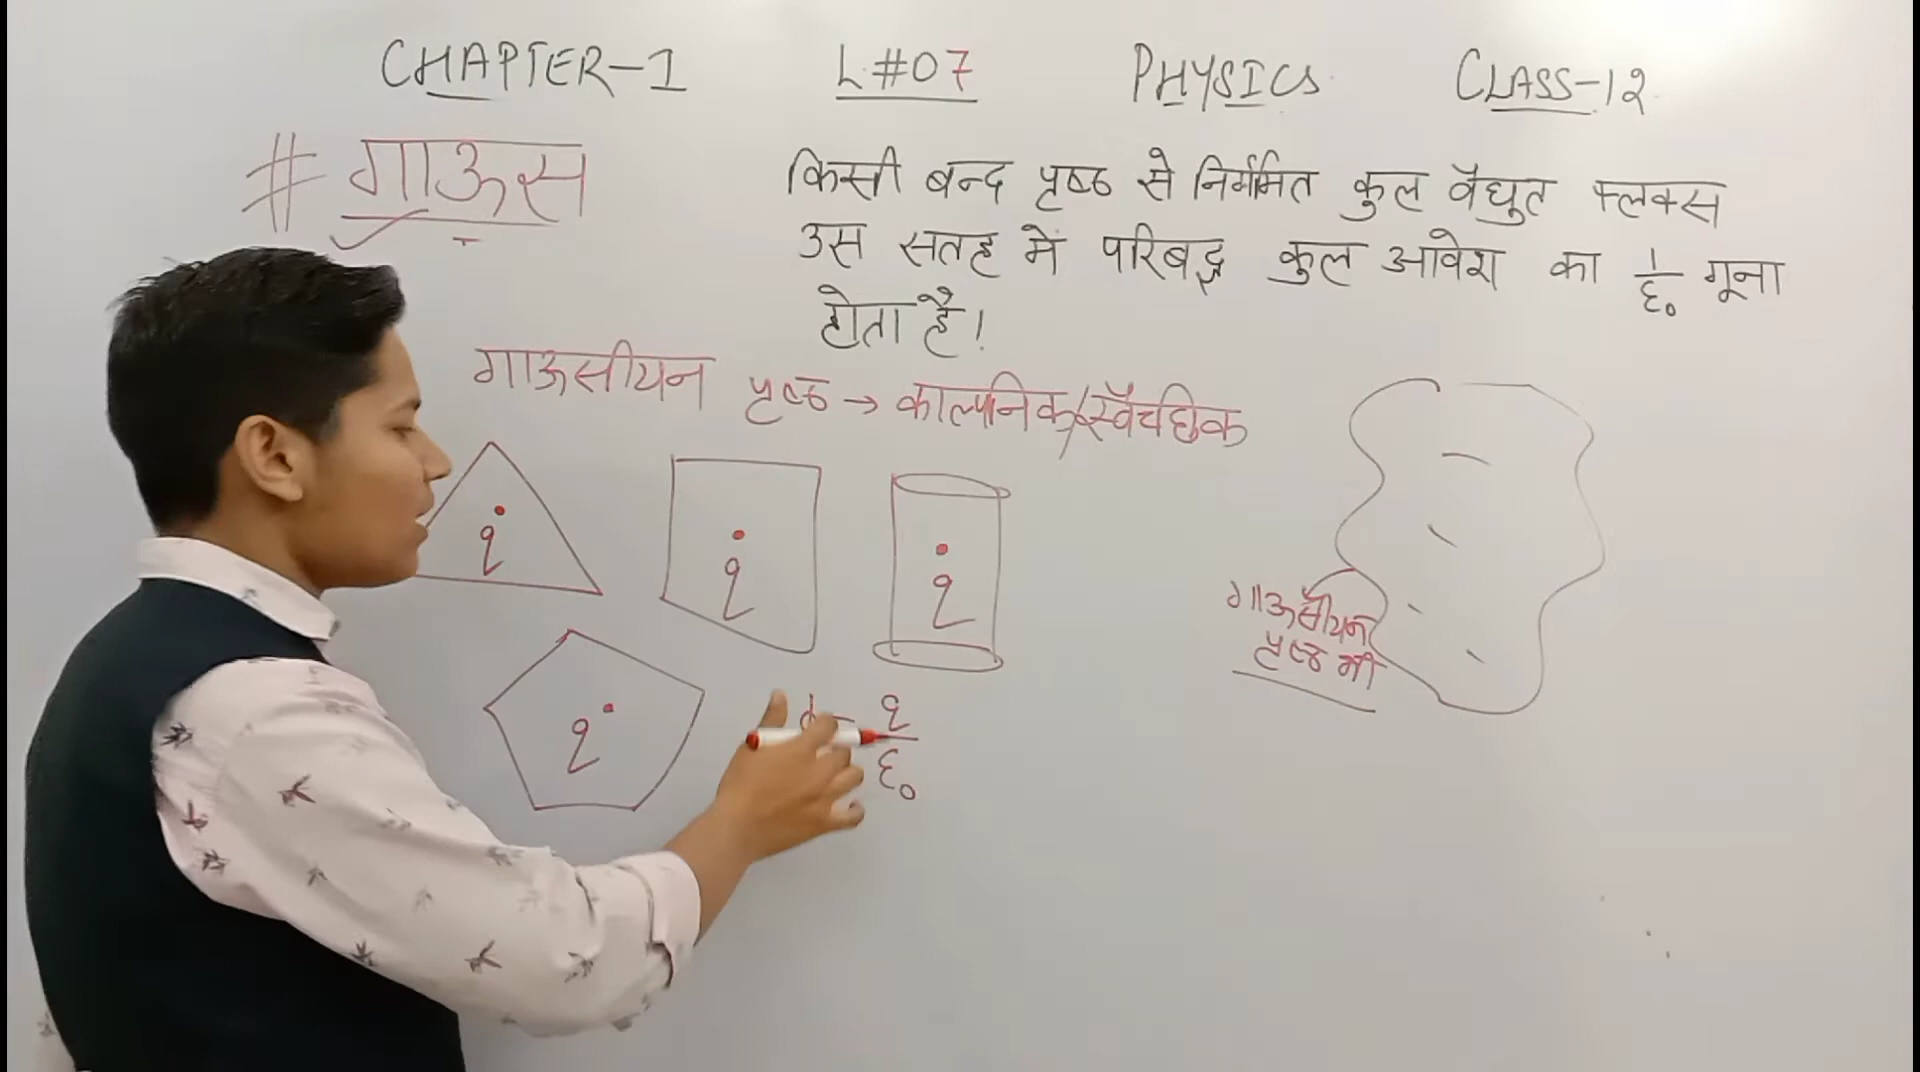 CHAPTER-1 L#07 PHYSICS CLASS-12
# गाऊस
किसी बन्द पृष्ठ से निर्गमित कुल वैद्युत फ्लक्स
उस सतह में परिबद्ध कुल आवेश का 1/ε₀ गूना
होता है।
गाऊसीयन पृष्ठ → काल्पनिक/स्वैच्छिक
q
q
q
गाऊसीयन
पृष्ठ
q
q/ε₀